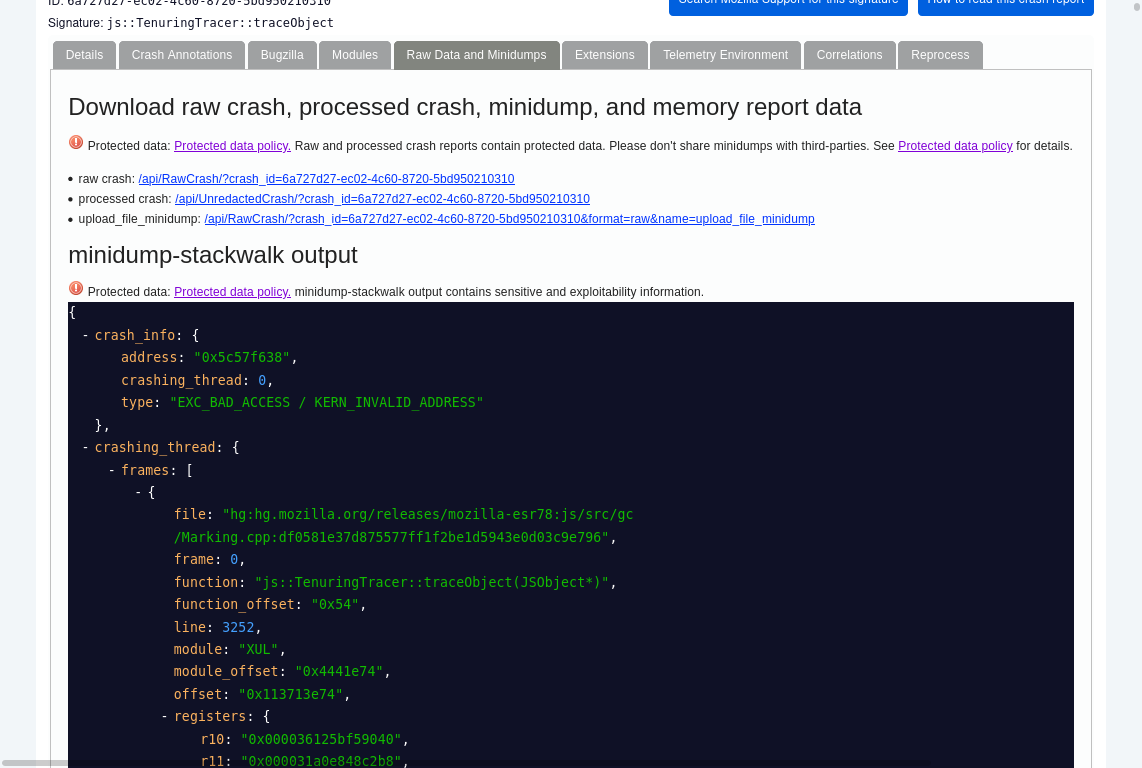 ID: 6a727d27-ec02-4c60-8720-5bd950210310
Search Mozilla Support for this signature
How to read this crash report
Signature: js::TenuringTracer::traceObject
Details
Crash Annotations
Bugzilla
Modules
Raw Data and Minidumps
Extensions
Telemetry Environment
Correlations
Reprocess
Download raw crash, processed crash, minidump, and memory report data
Protected data: Protected data policy. Raw and processed crash reports contain protected data. Please don't share minidumps with third-parties. See Protected data policy for details.
• raw crash: /api/RawCrash/?crash_id=6a727d27-ec02-4c60-8720-5bd950210310
• processed crash: /api/UnredactedCrash/?crash_id=6a727d27-ec02-4c60-8720-5bd950210310
• upload_file_minidump: /api/RawCrash/?crash_id=6a727d27-ec02-4c60-8720-5bd950210310&format=raw&name=upload_file_minidump
minidump-stackwalk output
Protected data: Protected data policy. minidump-stackwalk output contains sensitive and exploitability information.
{
- crash_info: {
address: "0x5c57f638",
crashing_thread: 0,
type: "EXC_BAD_ACCESS / KERN_INVALID_ADDRESS"
},
- crashing_thread: {
- frames: [
- {
file: "hg:hg.mozilla.org/releases/mozilla-esr78:js/src/gc
/Marking.cpp:df0581e37d875577ff1f2be1d5943e0d03c9e796",
frame: 0,
function: "js::TenuringTracer::traceObject(JSObject*)",
function_offset: "0x54",
line: 3252,
module: "XUL",
module_offset: "0x4441e74",
offset: "0x113713e74",
- registers: {
r10: "0x000036125bf59040",
r11: "0x000031a0e848c2b8",